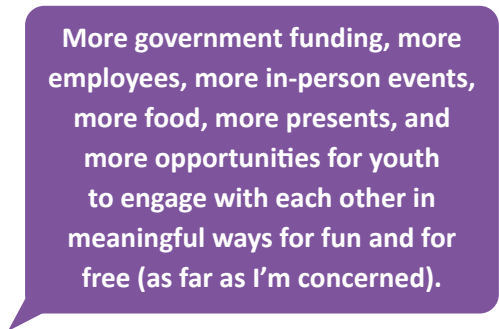 More government funding, more
employees, more in-person events,
more food, more presents, and
more opportunities for youth
to engage with each other in
meaningful ways for fun and for
free (as far as I’m concerned).